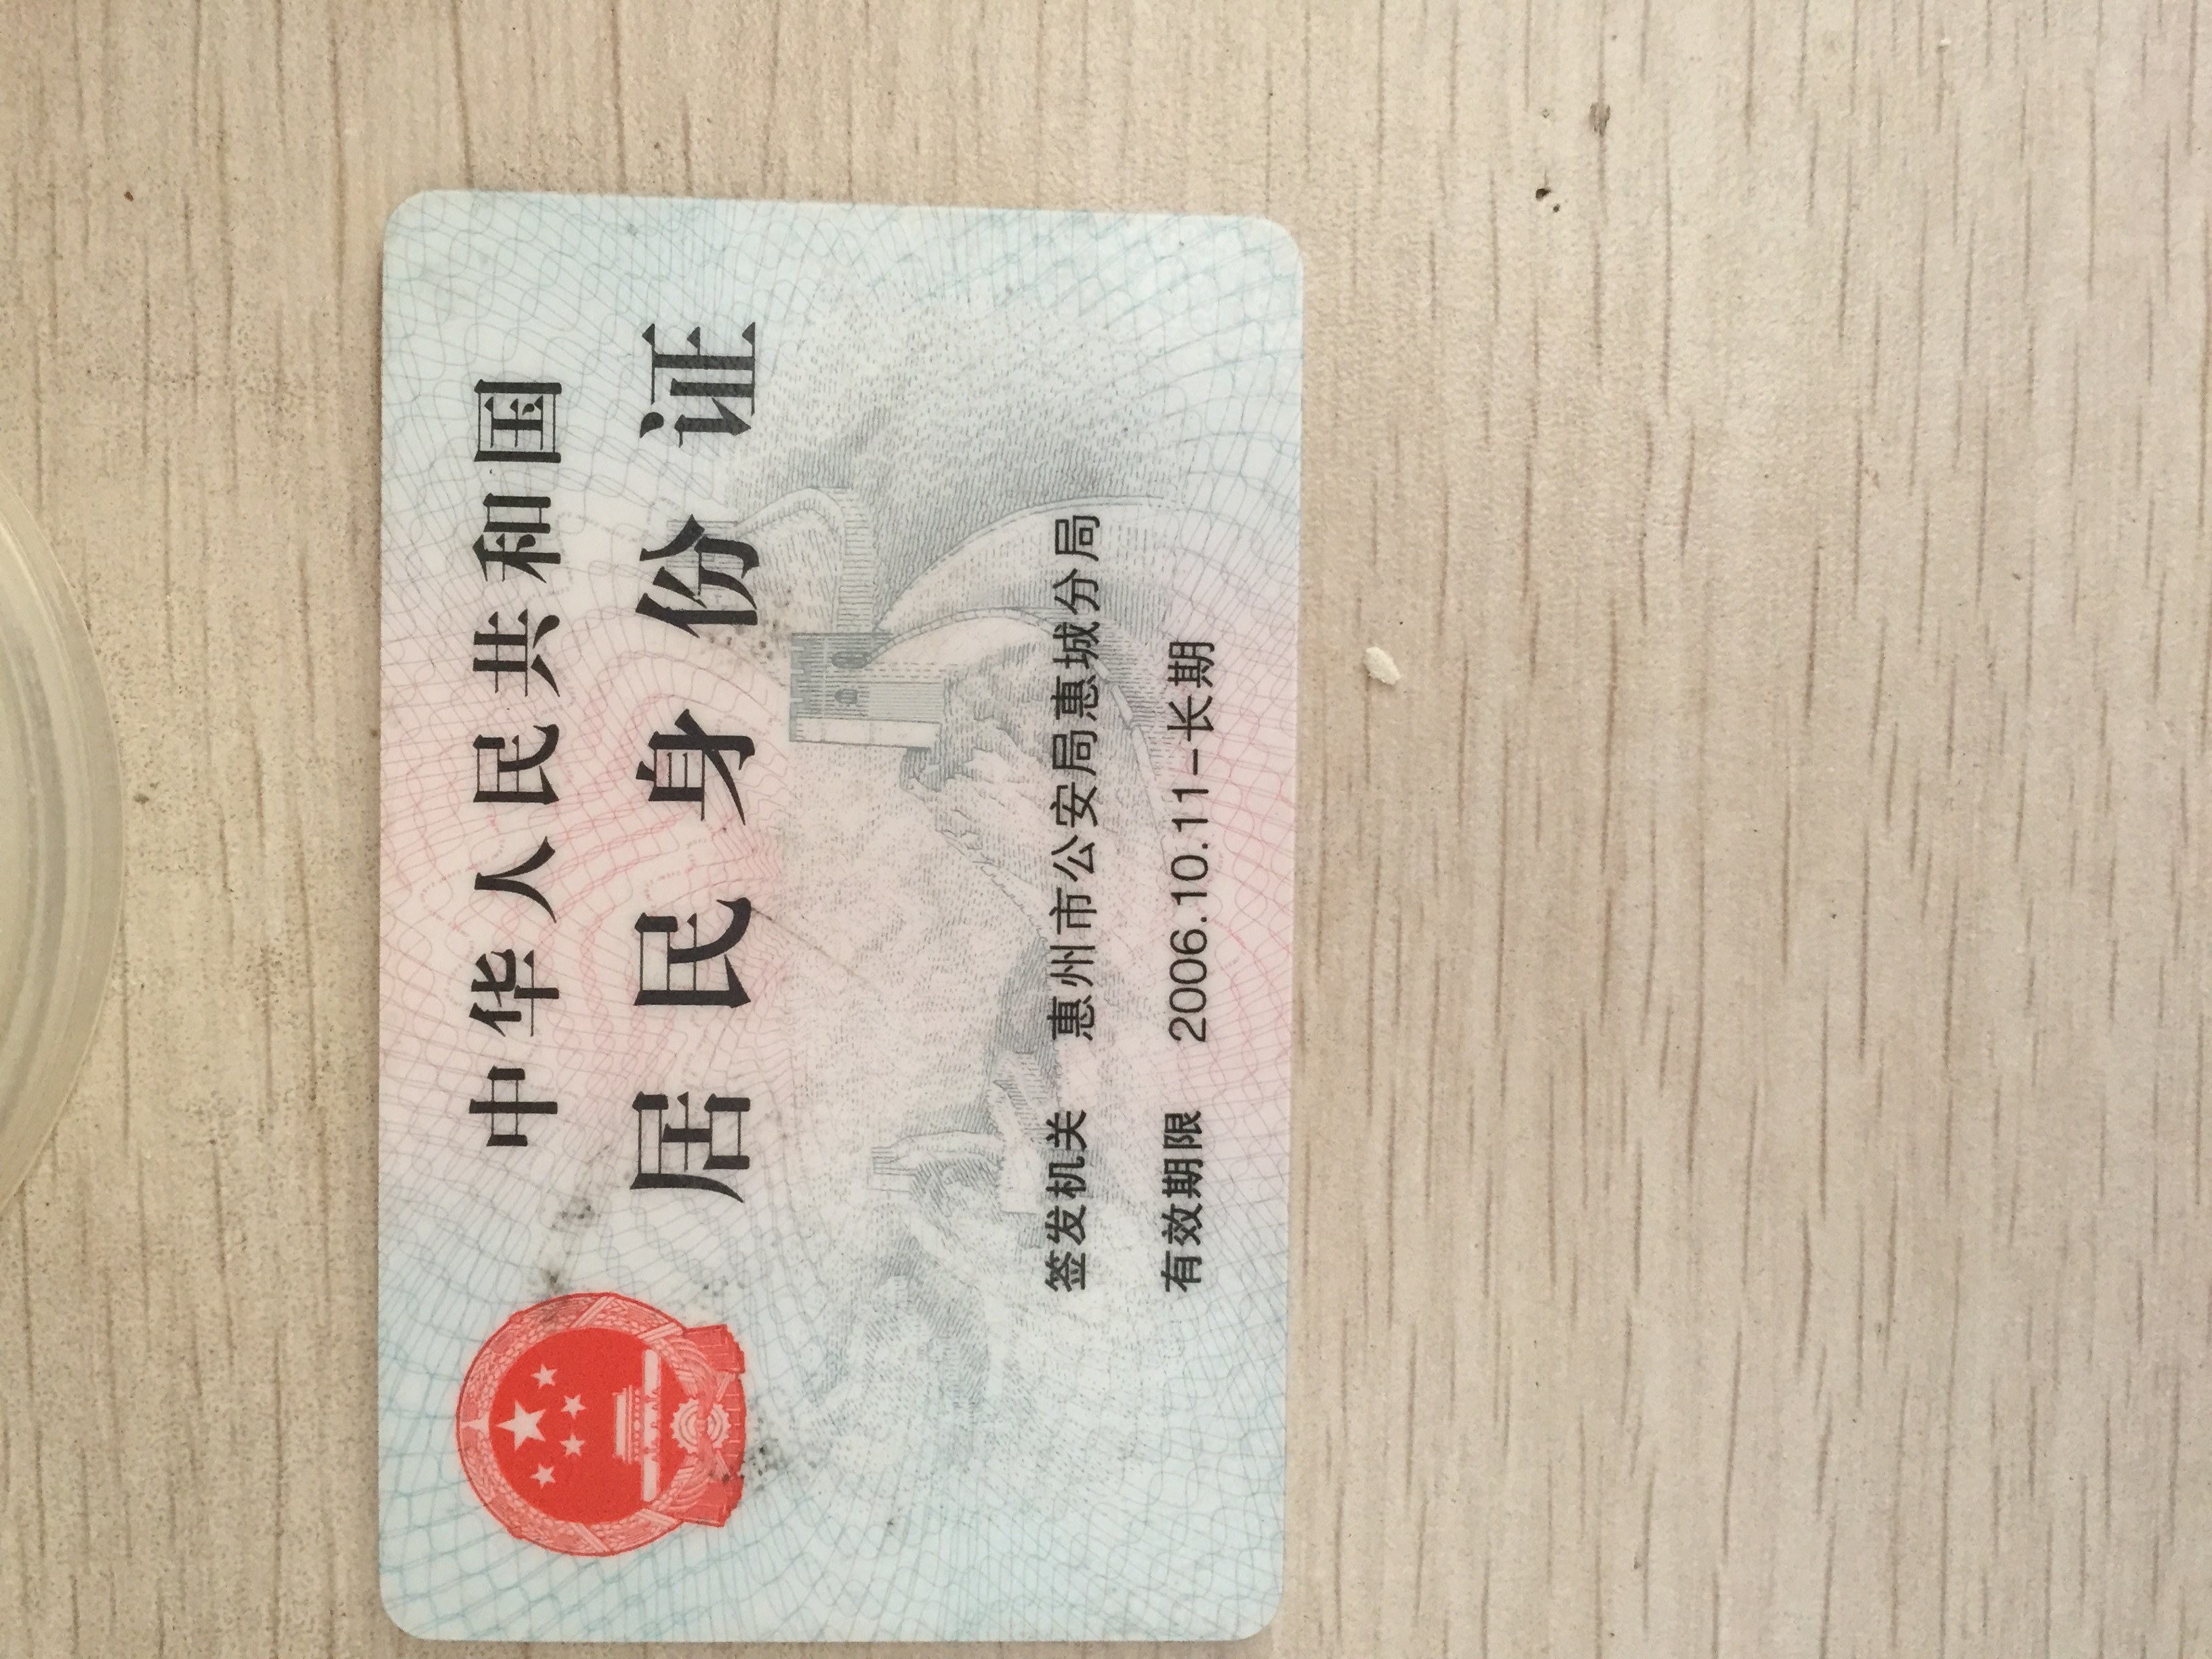 中华人民共和国
居民身份证
签发机关 惠州市公安局惠城分局
有效期限 2006.10.11-长期